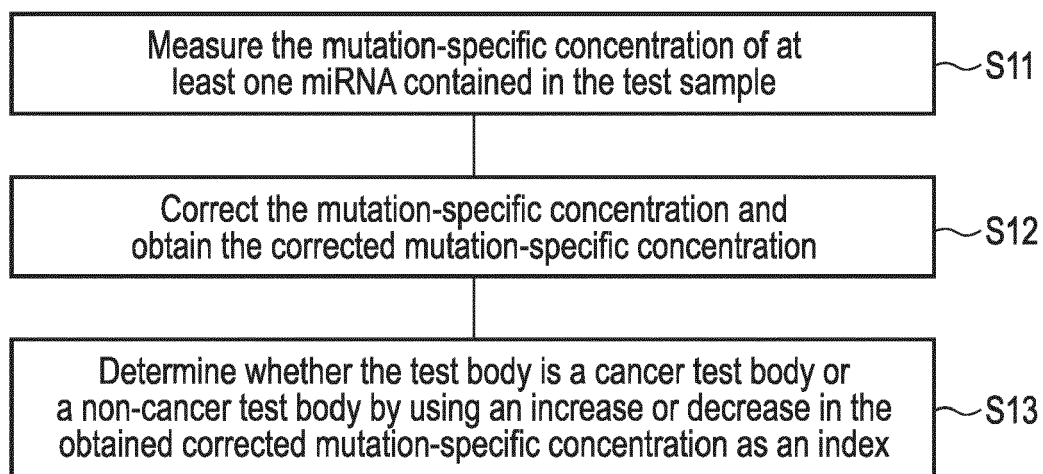 Measure the mutation-specific concentration of at
least one miRNA contained in the test sample
S11
Correct the mutation-specific concentration and
obtain the corrected mutation-specific concentration
S12
Determine whether the test body is a cancer test body or
a non-cancer test body by using an increase or decrease in the
obtained corrected mutation-specific concentration as an index
S13